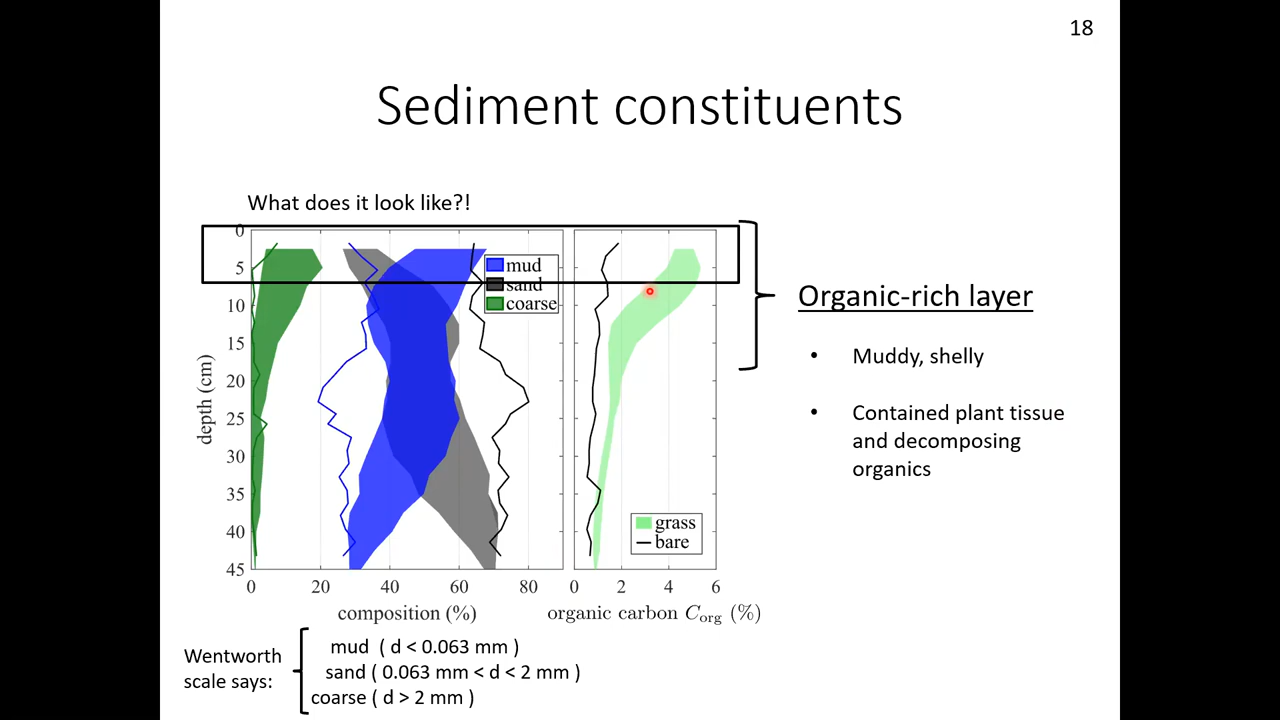 18
Sediment constituents
What does it look like?!
0
5
10
15
20
25
30
35
40
45
depth (cm)
mud
sand
coarse
0 20 40 60 80
composition (%)
grass
bare
0 2 4 6
organic carbon Corg (%)
Organic-rich layer
• Muddy, shelly
• Contained plant tissue
and decomposing
organics
Wentworth
scale says:
mud ( d < 0.063 mm )
sand ( 0.063 mm < d < 2 mm )
coarse ( d > 2 mm )